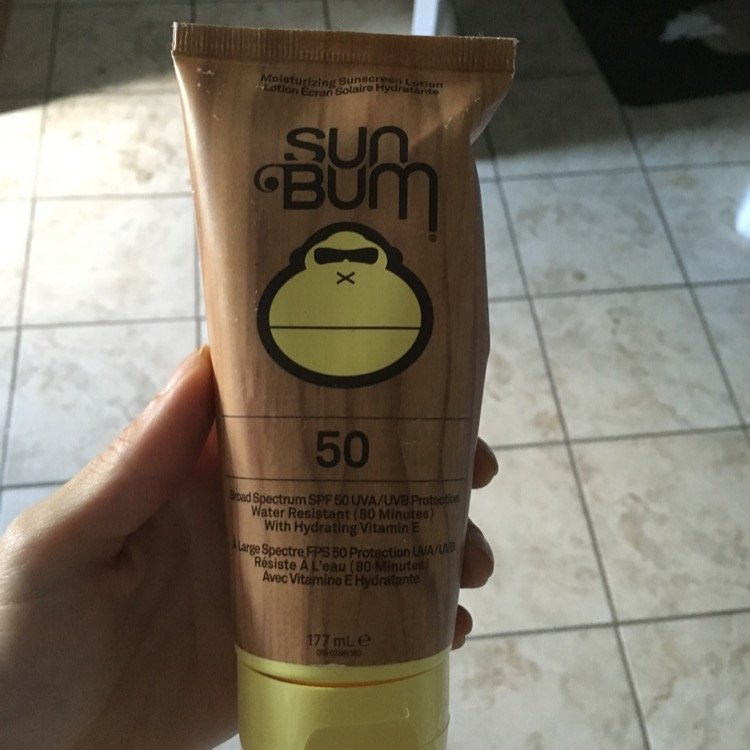 Moisturizing Sunscreen Lotion
Lotion Écran Solaire Hydratante
SUN
BUM®
50
Broad Spectrum SPF 50 UVA/UVB Protection
Water Resistant (80 Minutes)
With Hydrating Vitamin E
À Large Spectre FPS 50 Protection UVA/UVB
Résiste À L'eau (80 Minutes)
Avec Vitamine E Hydratante
177 mL e
DIN